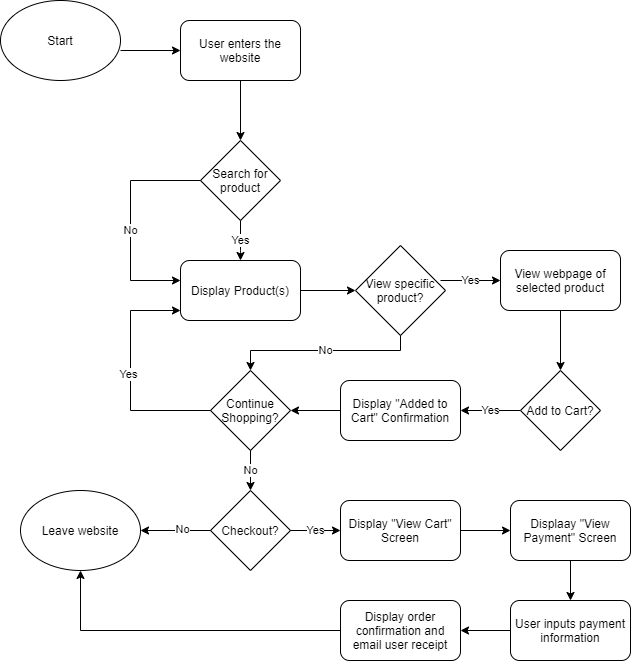 Start
User enters the
website
Search for
product
No
Yes
Display Product(s)
View specific
product?
Yes
View webpage of
selected product
No
Yes
Continue
Shopping?
Display "Added to
Cart" Confirmation
Yes
Add to Cart?
No
Leave website
No
Checkout?
Yes
Display "View Cart"
Screen
Displaay "View
Payment" Screen
Display order
confirmation and
email user receipt
User inputs payment
information